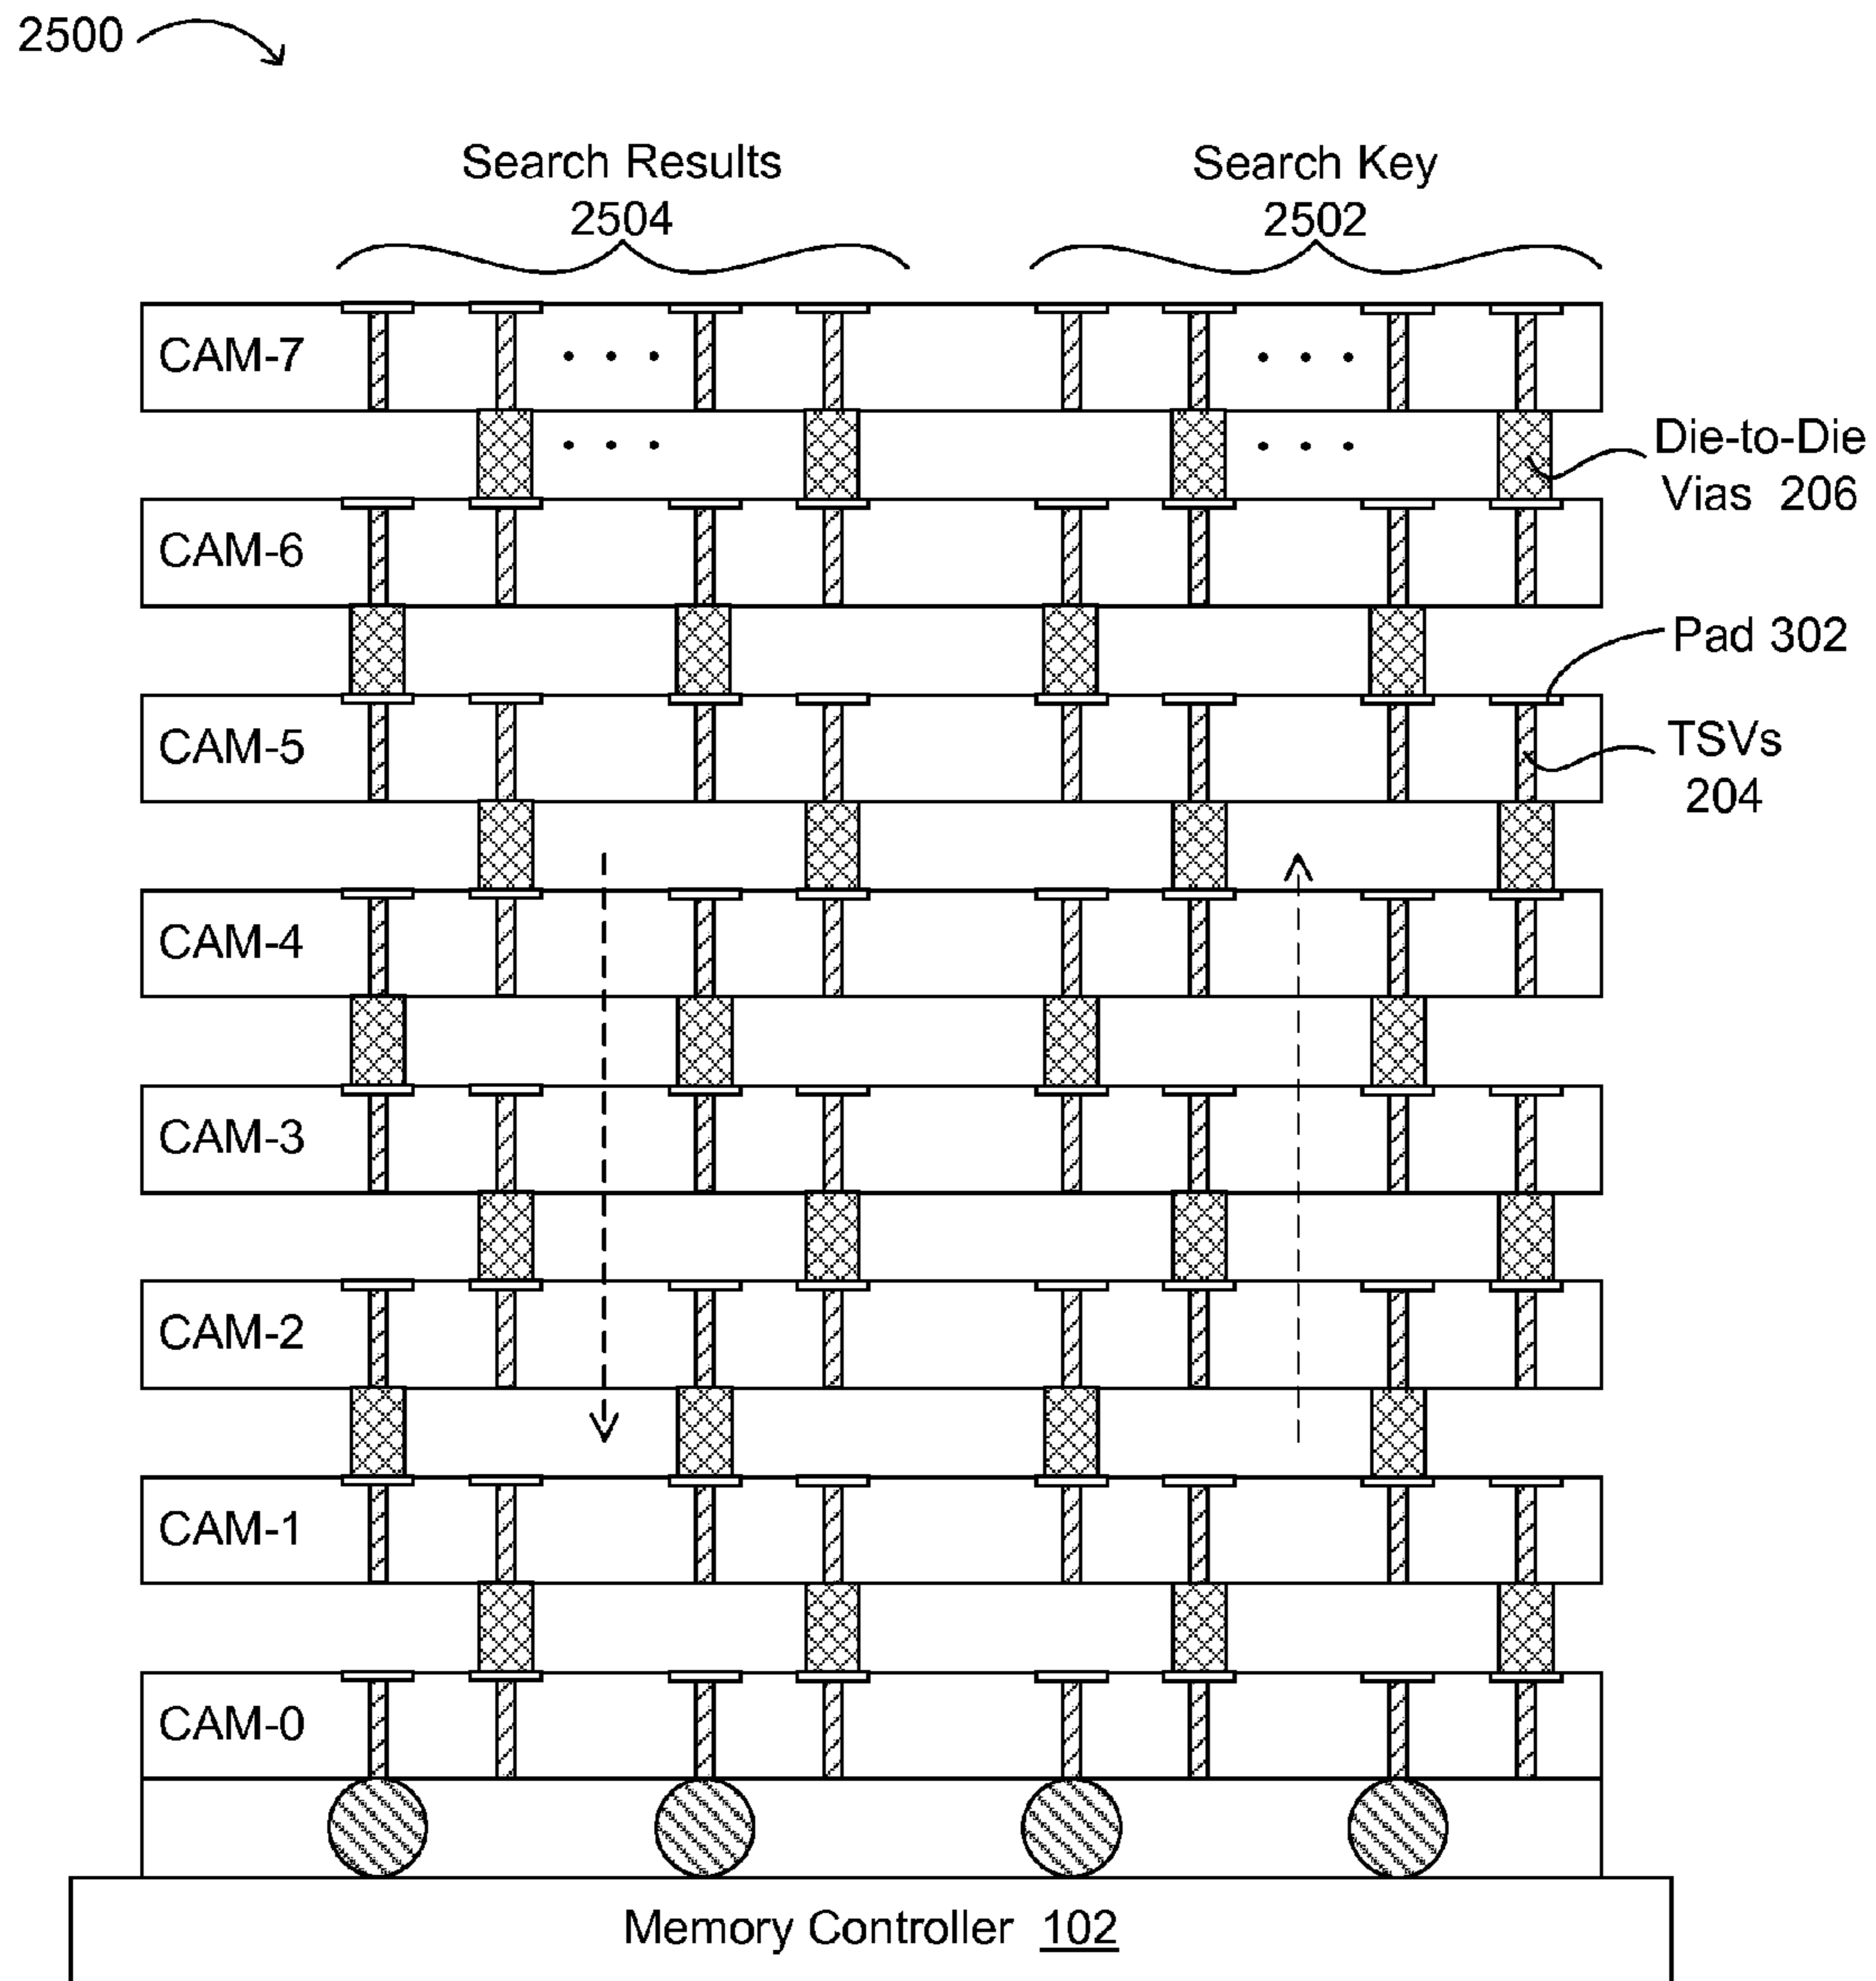 2500
Search Results
2504
Search Key
2502
CAM-7
Die-to-Die
Vias 206
CAM-6
Pad 302
CAM-5
TSVs
204
CAM-4
CAM-3
CAM-2
CAM-1
CAM-0
Memory Controller 102